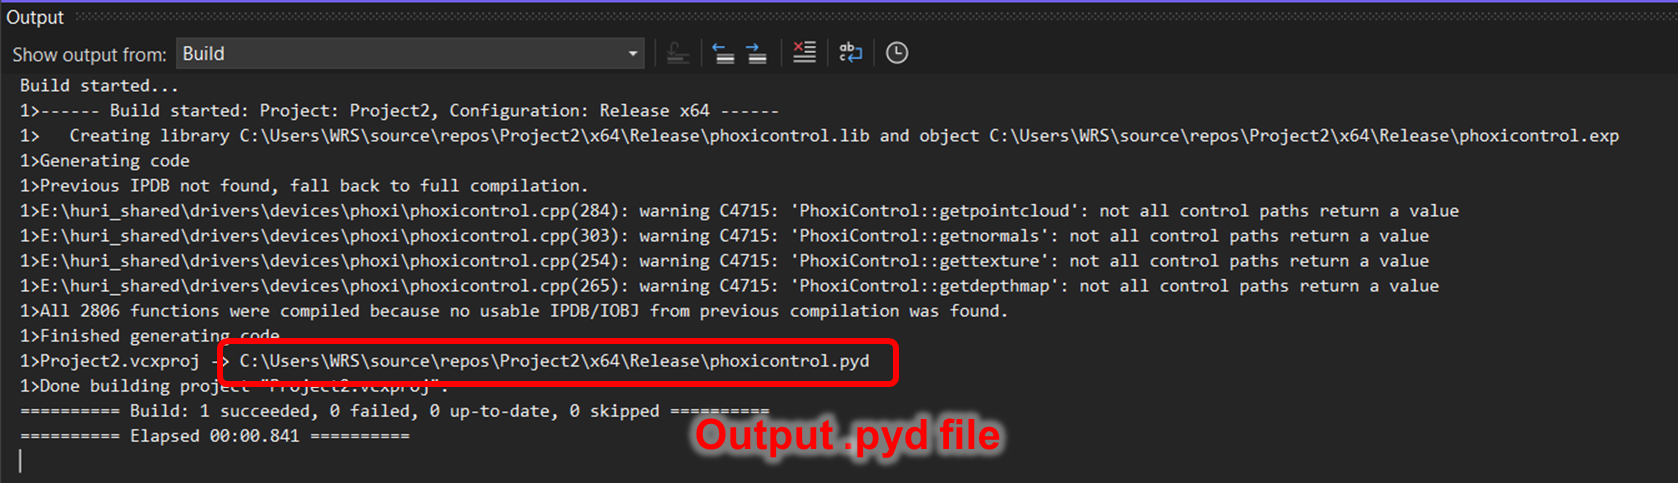 Output
Show output from: Build
Build started...
1>------ Build started: Project: Project2, Configuration: Release x64 ------
1>   Creating library C:\Users\WRS\source\repos\Project2\x64\Release\phoxicontrol.lib and object C:\Users\WRS\source\repos\Project2\x64\Release\phoxicontrol.exp
1>Generating code
1>Previous IPDB not found, fall back to full compilation.
1>E:\huri_shared\drivers\devices\phoxi\phoxicontrol.cpp(284): warning C4715: 'PhoxiControl::getpointcloud': not all control paths return a value
1>E:\huri_shared\drivers\devices\phoxi\phoxicontrol.cpp(303): warning C4715: 'PhoxiControl::getnormals': not all control paths return a value
1>E:\huri_shared\drivers\devices\phoxi\phoxicontrol.cpp(254): warning C4715: 'PhoxiControl::gettexture': not all control paths return a value
1>E:\huri_shared\drivers\devices\phoxi\phoxicontrol.cpp(265): warning C4715: 'PhoxiControl::getdepthmap': not all control paths return a value
1>All 2806 functions were compiled because no usable IPDB/IOBJ from previous compilation was found.
1>Finished generating code
1>Project2.vcxproj -> C:\Users\WRS\source\repos\Project2\x64\Release\phoxicontrol.pyd
1>Done building project "Project2.vcxproj".
========== Build: 1 succeeded, 0 failed, 0 up-to-date, 0 skipped ==========
========== Elapsed 00:00.841 ==========
Output .pyd file